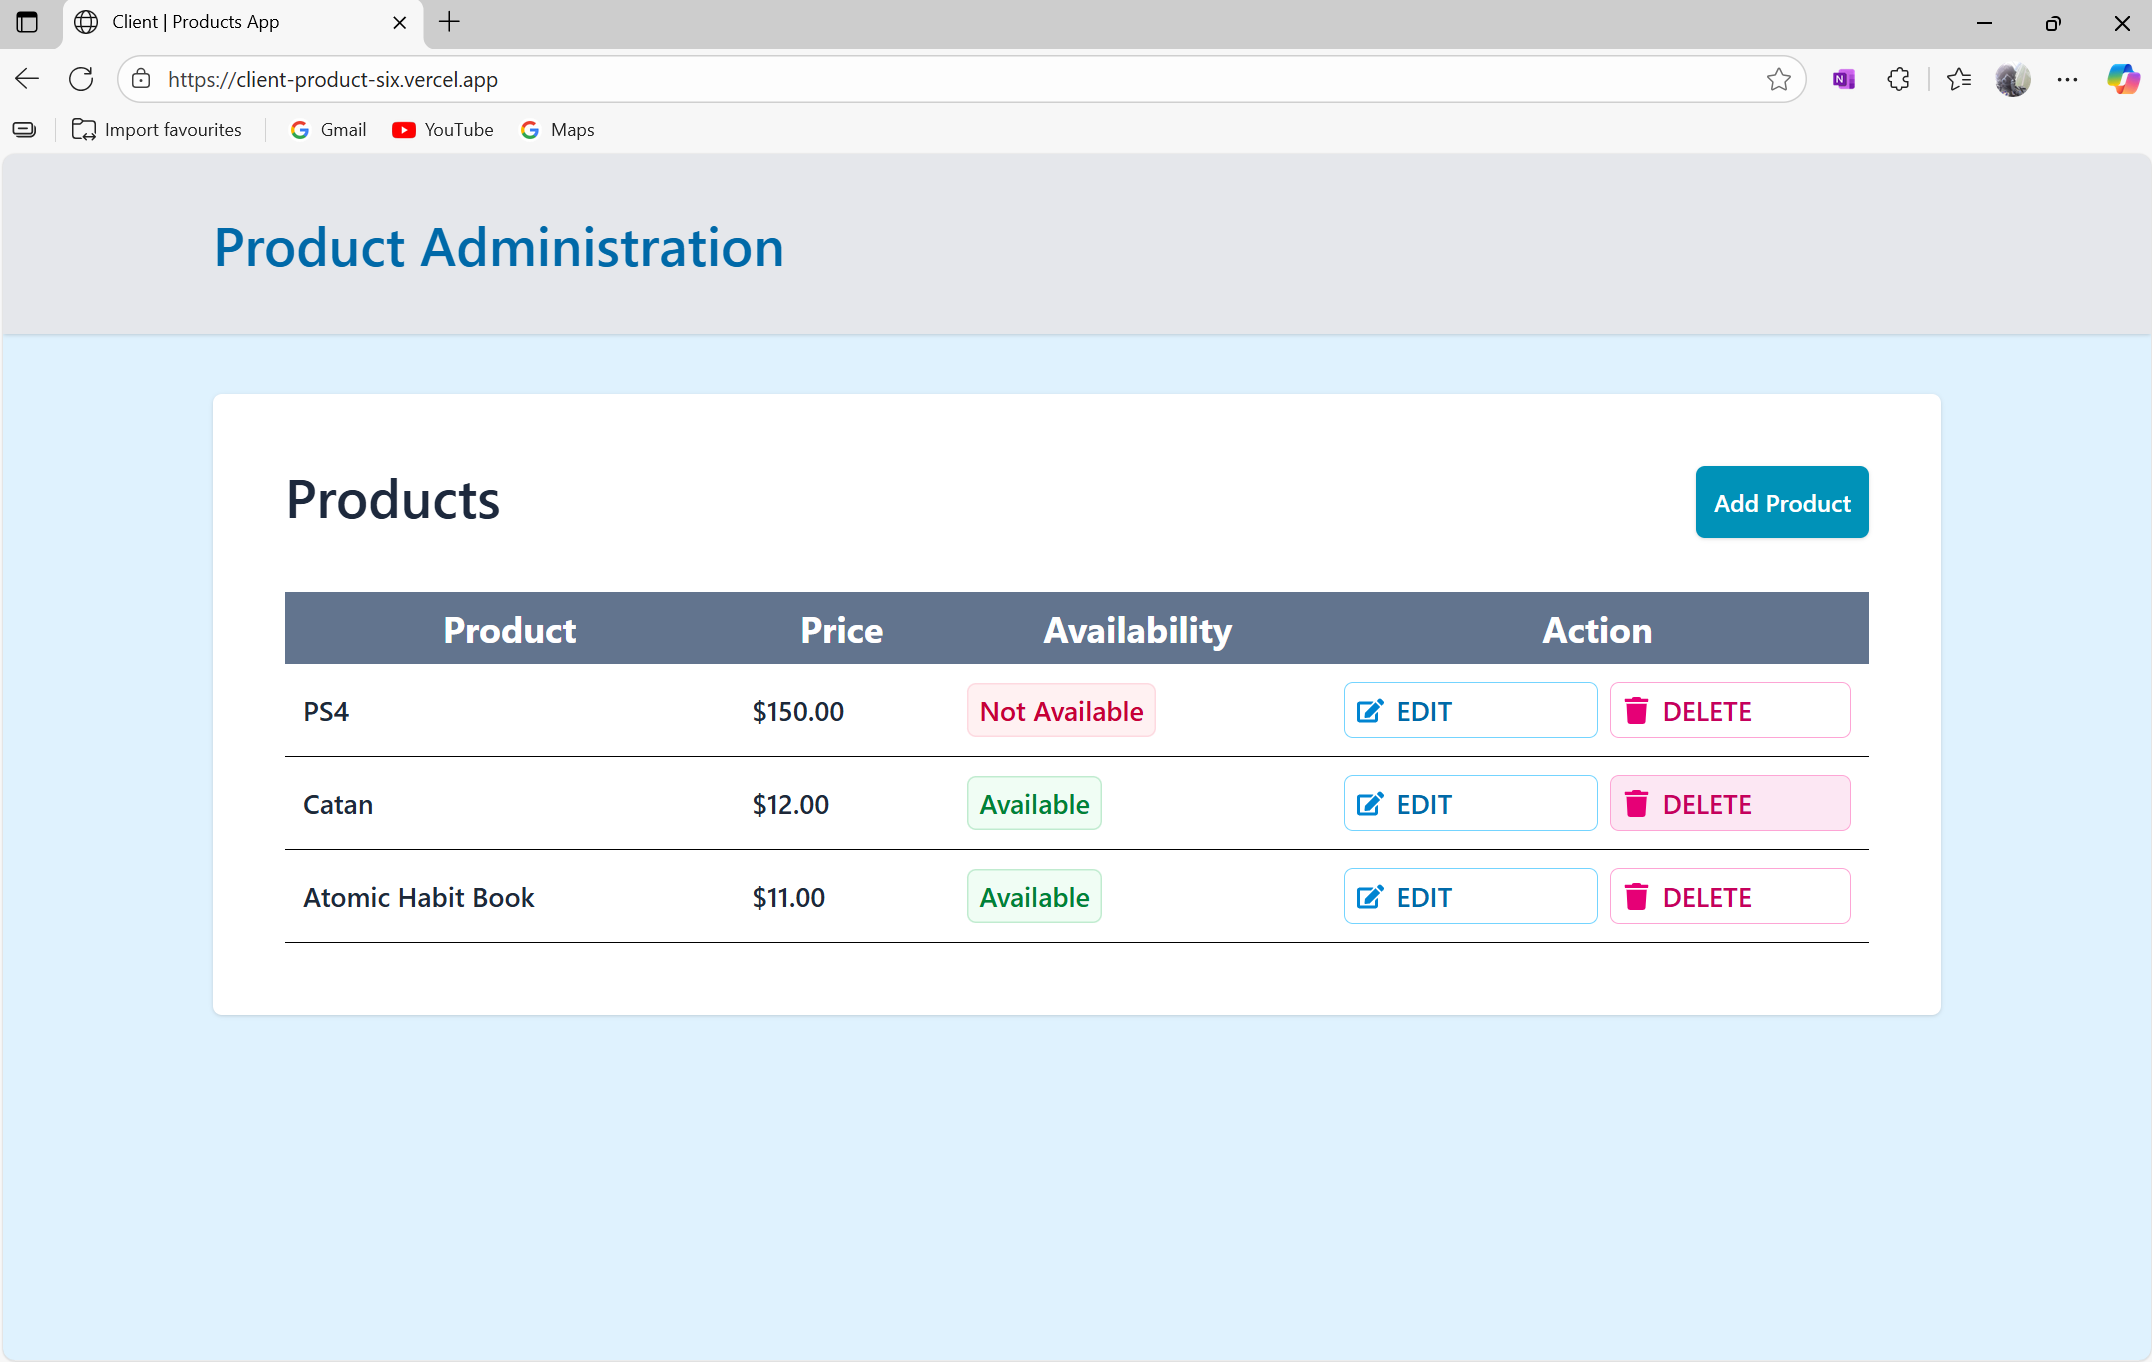 Client | Products App
https://client-product-six.vercel.app
Import favourites Gmail YouTube Maps
Product Administration
Products
Add Product
Product Price Availability Action
PS4 $150.00 Not Available EDIT DELETE
Catan $12.00 Available EDIT DELETE
Atomic Habit Book $11.00 Available EDIT DELETE